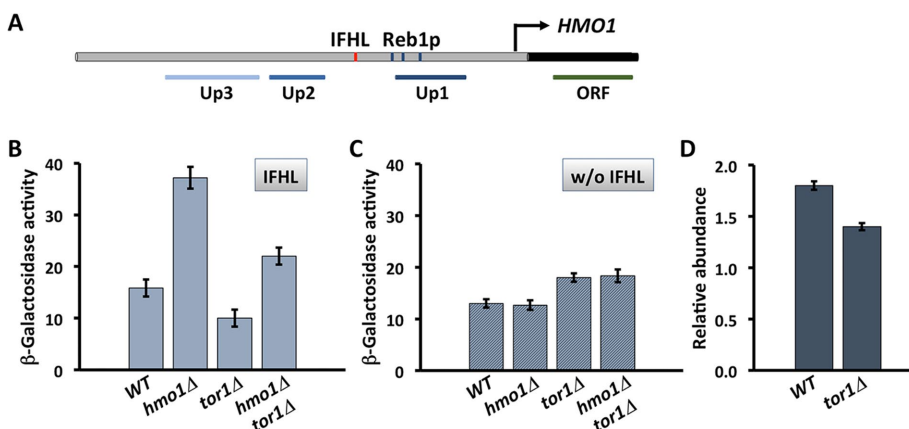 A
IFHL Reb1p HMO1
Up3 Up2 Up1 ORF
B
IFHL
β-Galactosidase activity
40
30
20
10
0
WT
hmo1Δ
tor1Δ
hmo1Δ
tor1Δ
C
w/o IFHL
β-Galactosidase activity
40
30
20
10
0
WT
hmo1Δ
tor1Δ
hmo1Δ
tor1Δ
D
Relative abundance
2.0
1.5
1.0
0.5
0.0
WT
tor1Δ